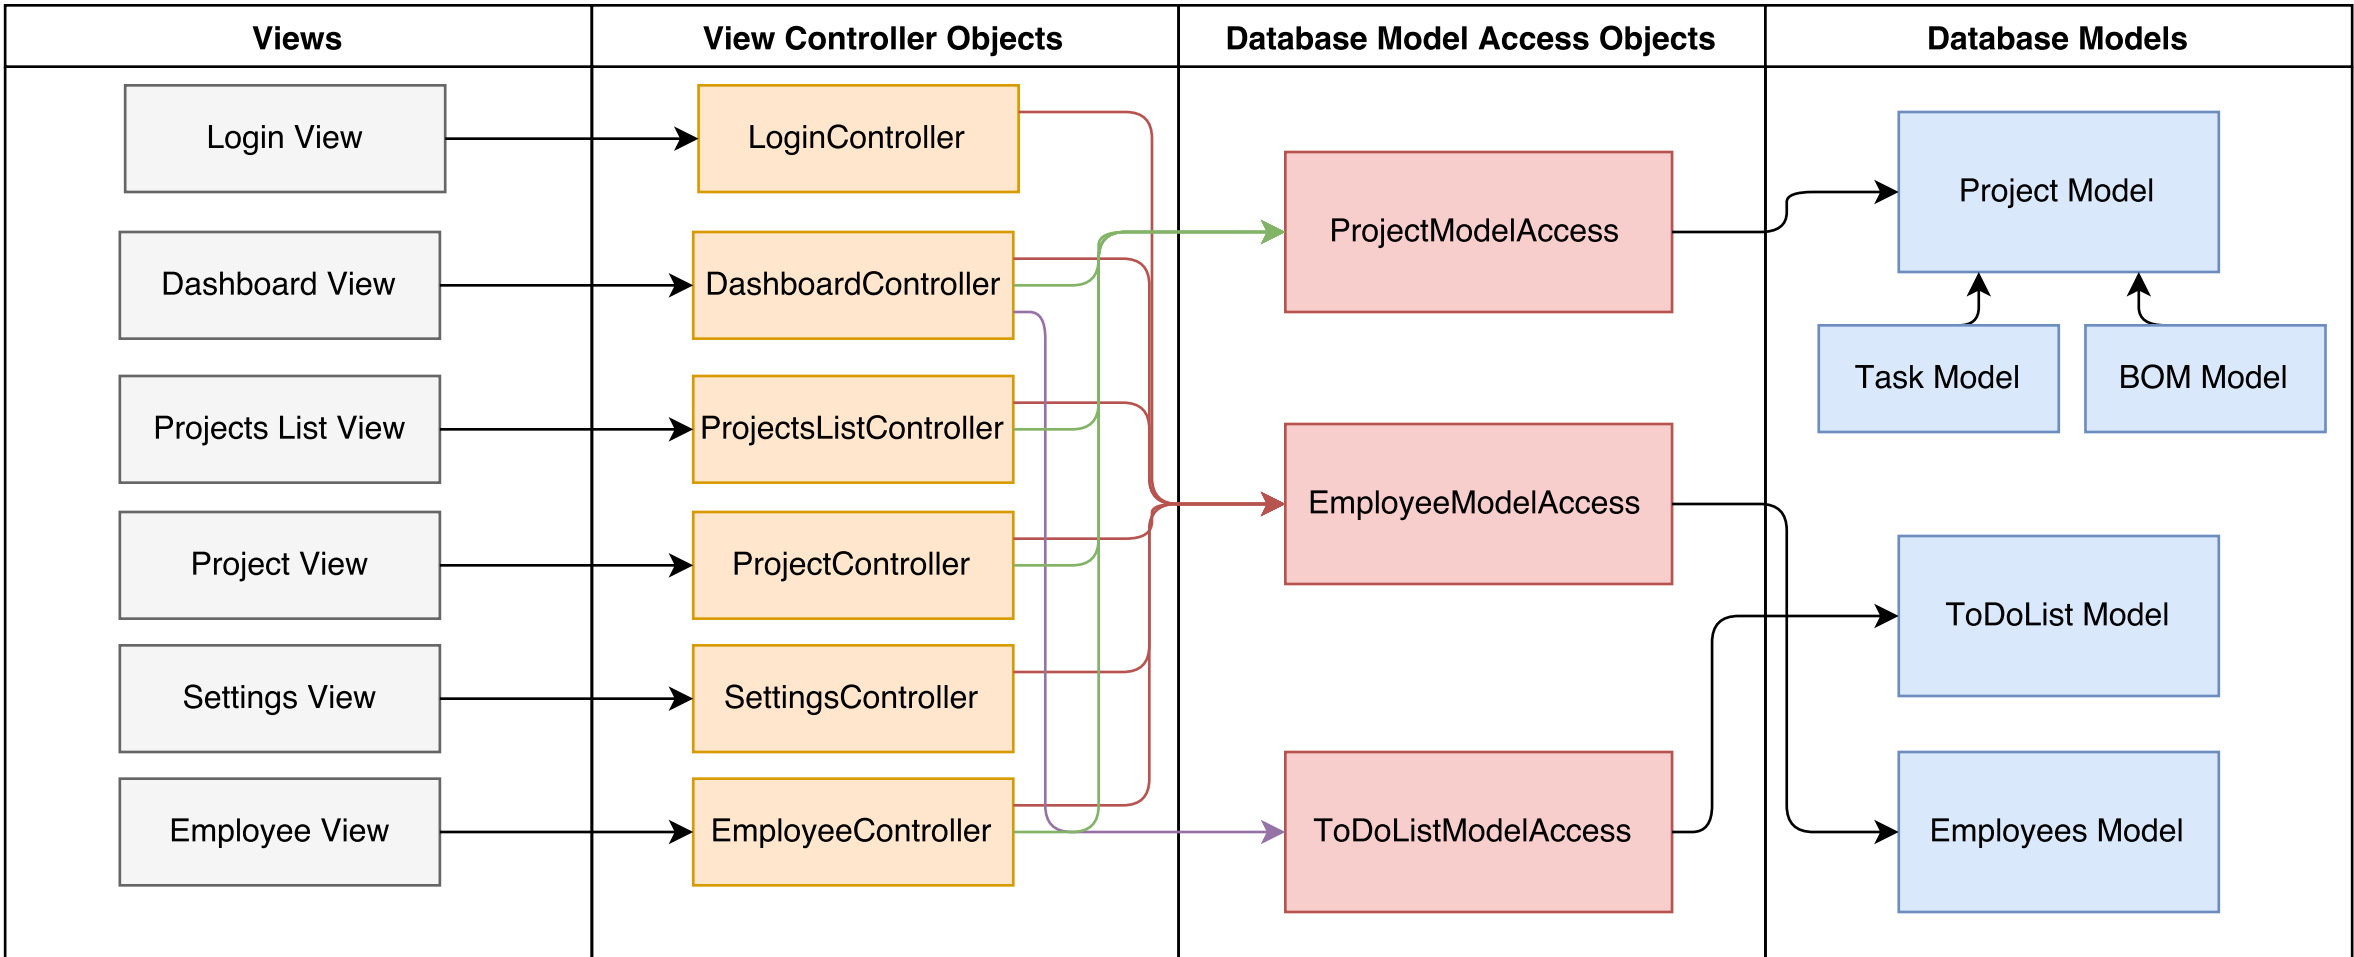 Views
View Controller Objects
Database Model Access Objects
Database Models
Login View
LoginController
ProjectModelAccess
Project Model
Dashboard View
DashboardController
Task Model
BOM Model
Projects List View
ProjectsListController
EmployeeModelAccess
Project View
ProjectController
ToDoList Model
Settings View
SettingsController
Employee View
EmployeeController
ToDoListModelAccess
Employees Model